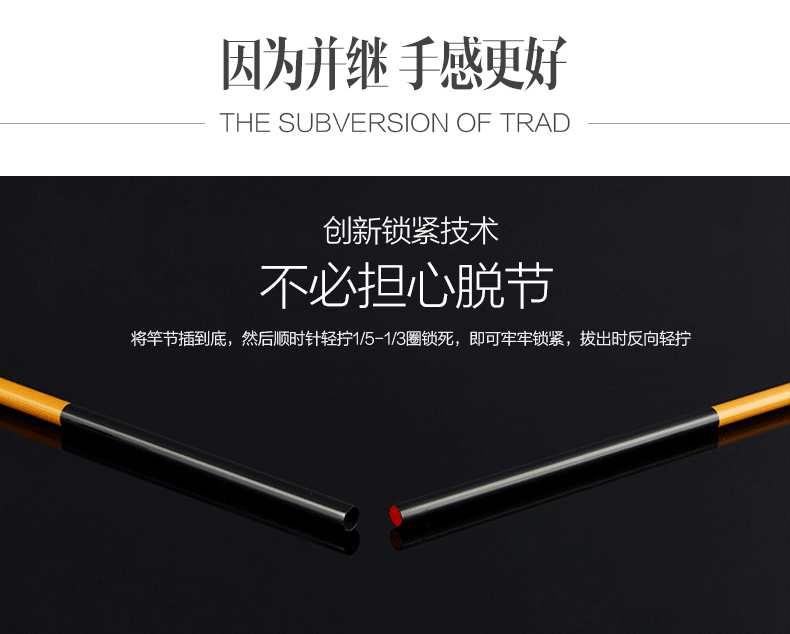 因为并继 手感更好
THE SUBVERSION OF TRAD
创新锁紧技术
不必担心脱节
将竿节插到底，然后顺时针轻拧1/5-1/3圈锁死，即可牢牢锁紧，拔出时反向轻拧